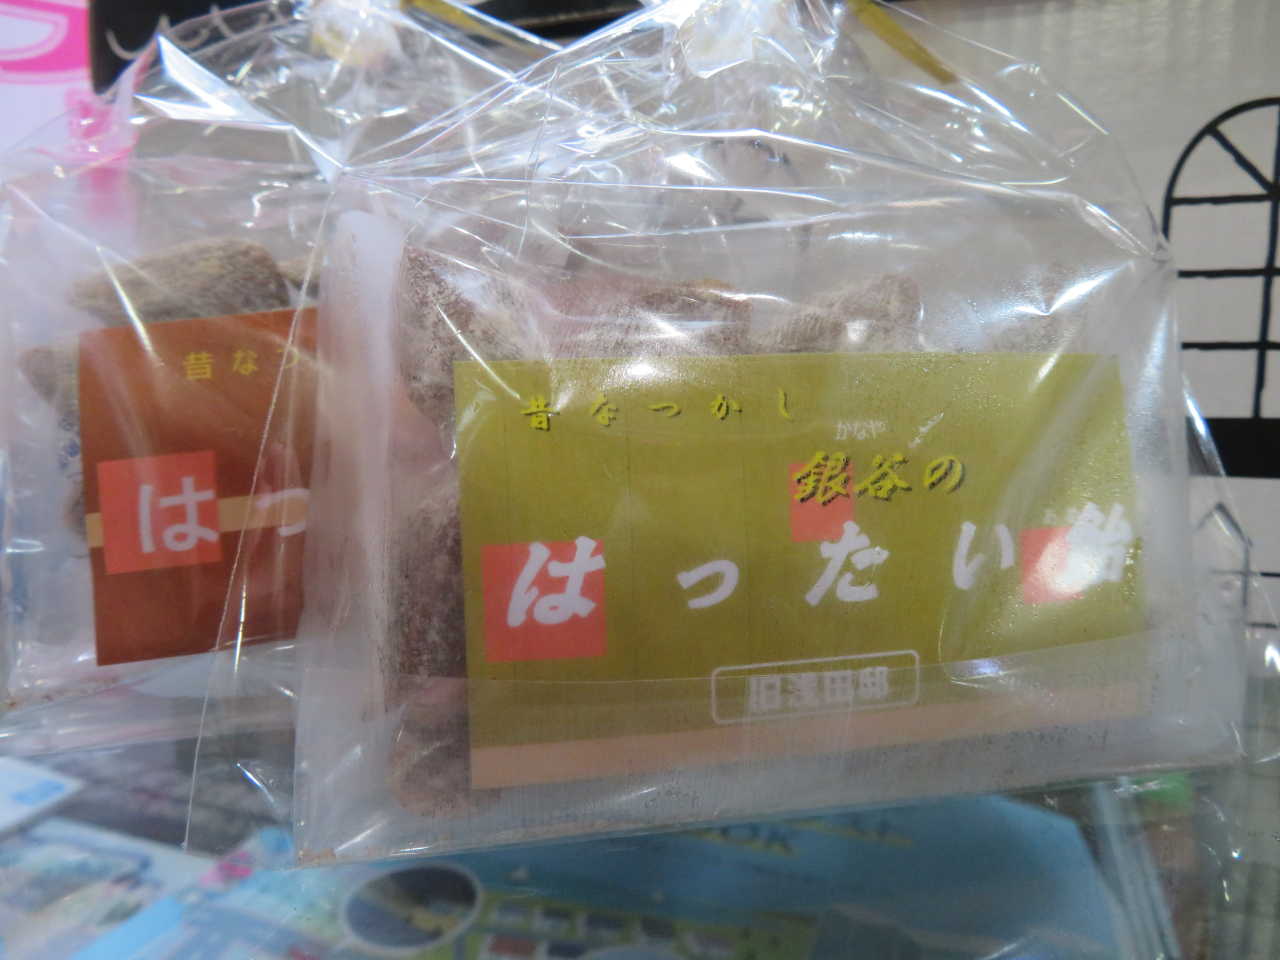 昔なつ
はっ
昔なつかし
かなや
銀谷の
はったい飴
旧浅田邸